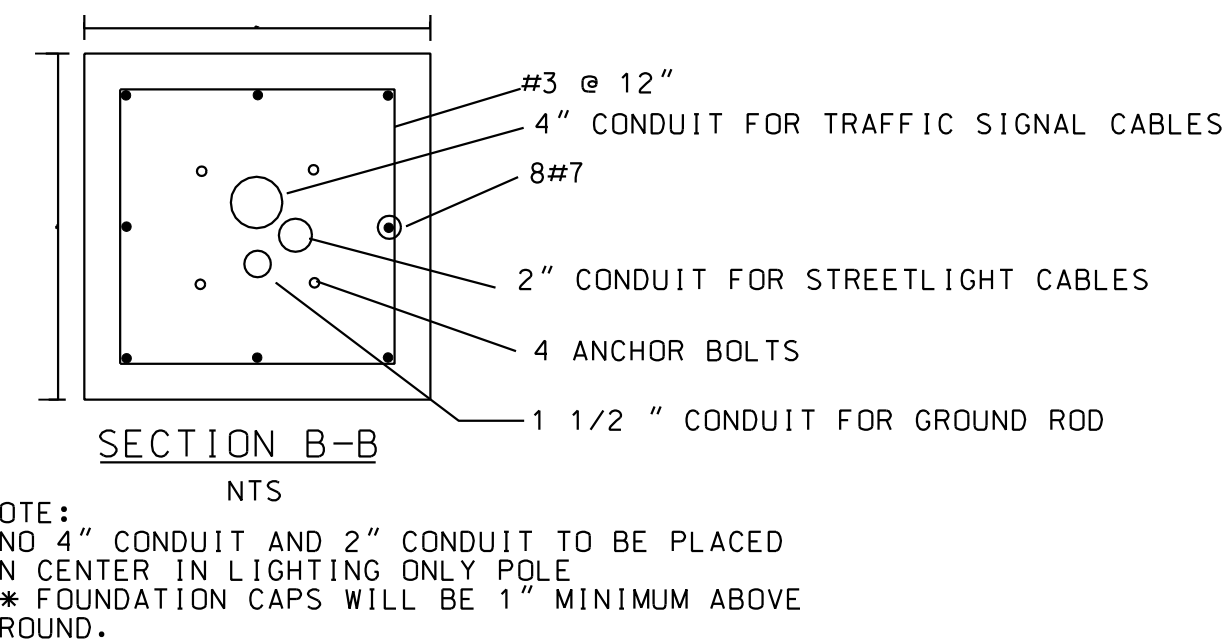 #3 @ 12"
4" CONDUIT FOR TRAFFIC SIGNAL CABLES
8#7
2" CONDUIT FOR STREETLIGHT CABLES
4 ANCHOR BOLTS
1 1/2 " CONDUIT FOR GROUND ROD
SECTION B-B
NTS
OTE:
NO 4" CONDUIT AND 2" CONDUIT TO BE PLACED
N CENTER IN LIGHTING ONLY POLE
* FOUNDATION CAPS WILL BE 1" MINIMUM ABOVE
ROUND.